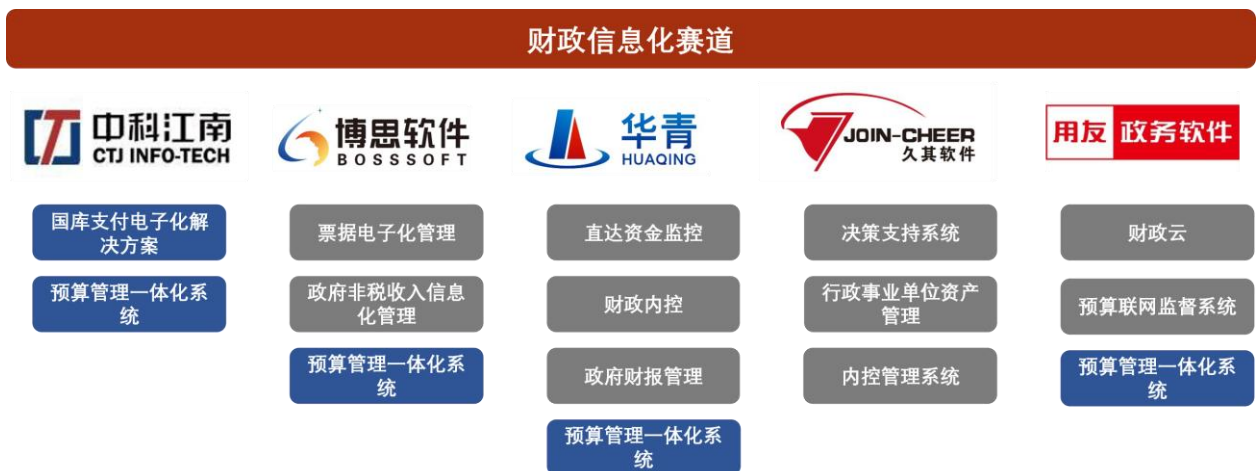 财政信息化赛道
中科江南
CTJ INFO-TECH
博思软件
BOSSSOFT
华青
HUAQING
JOIN-CHEER
久其软件
用友 政务软件
国库支付电子化解
决方案
预算管理一体化系
统
票据电子化管理
政府非税收入信息
化管理
预算管理一体化系
统
直达资金监控
财政内控
政府财报管理
预算管理一体化系
统
决策支持系统
行政事业单位资产
管理
内控管理系统
财政云
预算联网监督系统
预算管理一体化系
统